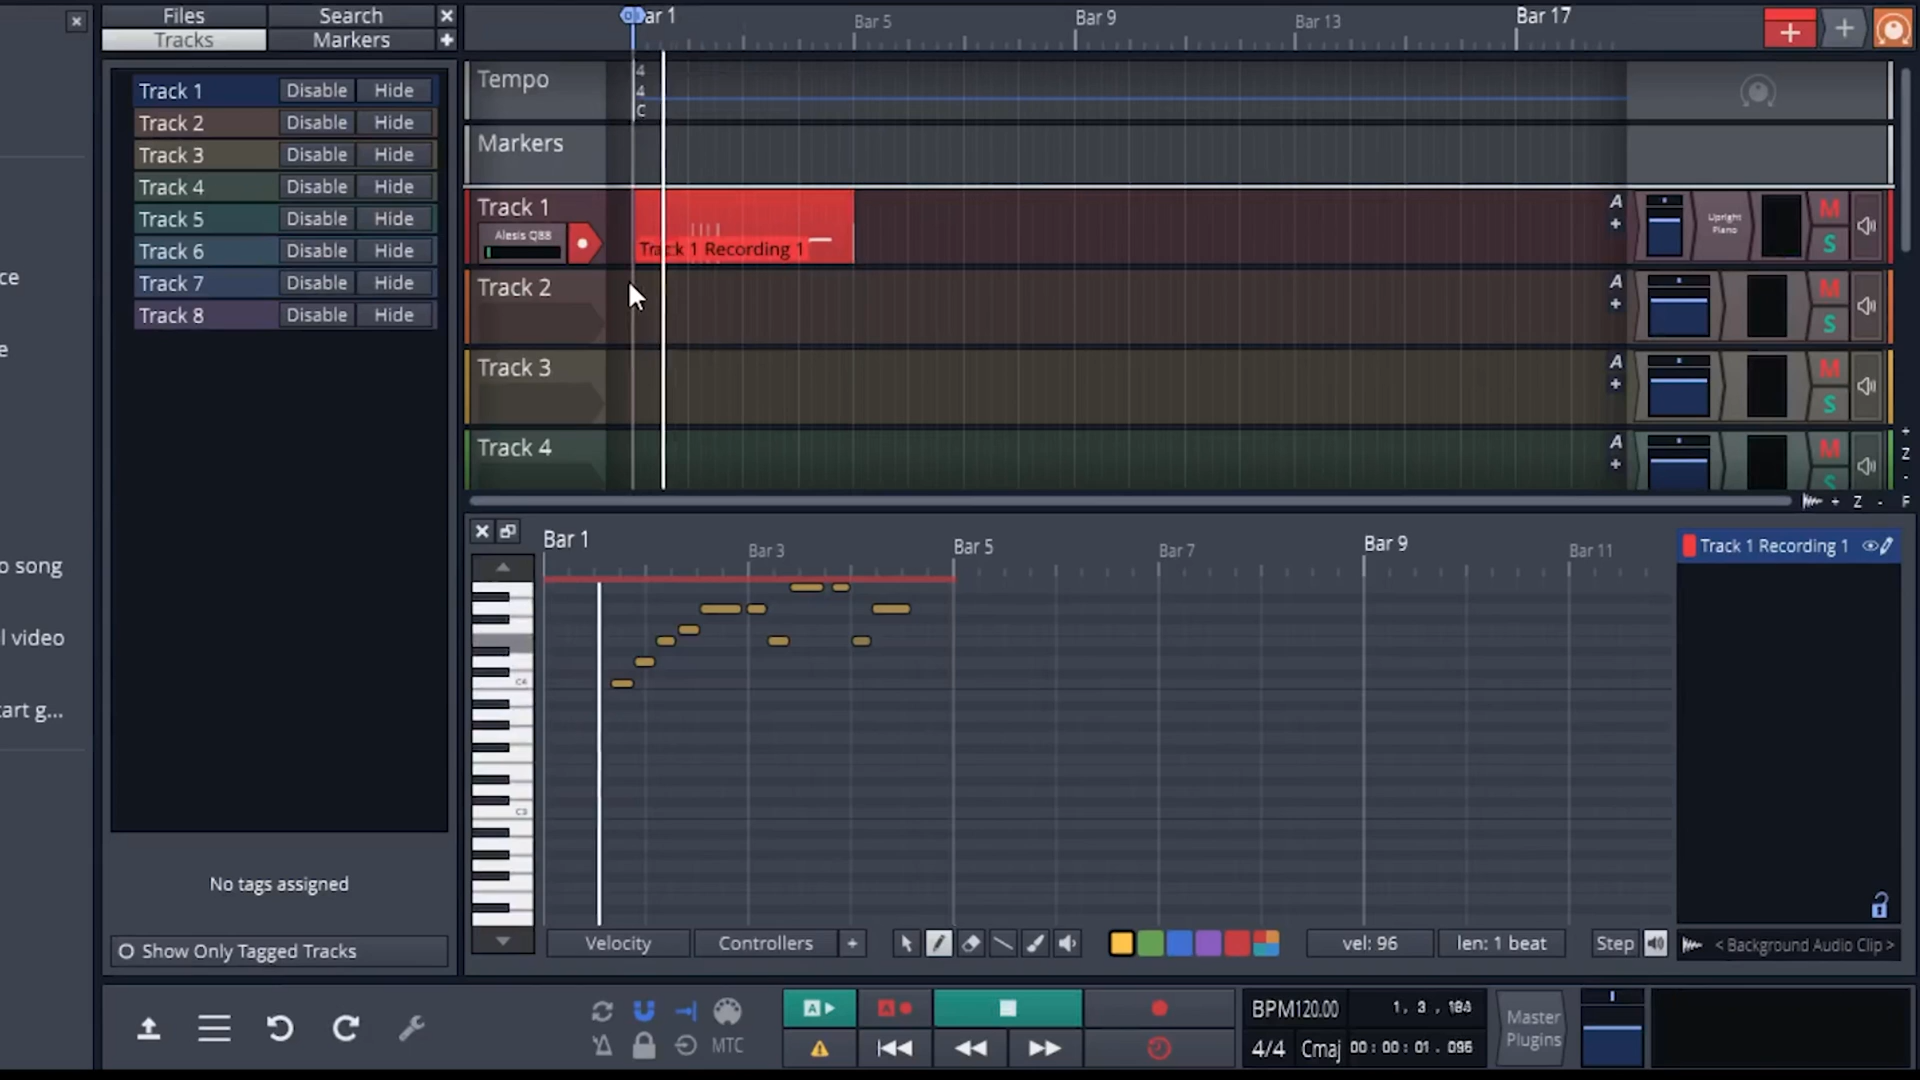 ce
e
o song
l video
art g...
Files
Search
Tracks
Markers
Track 1 Disable Hide
Track 2 Disable Hide
Track 3 Disable Hide
Track 4 Disable Hide
Track 5 Disable Hide
Track 6 Disable Hide
Track 7 Disable Hide
Track 8 Disable Hide
No tags assigned
Show Only Tagged Tracks
ar 1 Bar 5 Bar 9 Bar 13 Bar 17
Tempo
4
4
C
Markers
Track 1
Alesis Q88
Track 1 Recording 1
A
+
Upright
Piano
M
S
Track 2
A
+
M
S
Track 3
A
+
M
S
Track 4
A
+
M
S
+
Z
-
+ Z - F
Bar 1 Bar 3 Bar 5 Bar 7 Bar 9 Bar 11
C4
C3
Track 1 Recording 1
Velocity Controllers + vel: 96 len: 1 beat Step < Background Audio Clip >
A A
MTC
BPM120.00 1, 3, 184
4/4 Cmaj 00:00:01.096
Master
Plugins